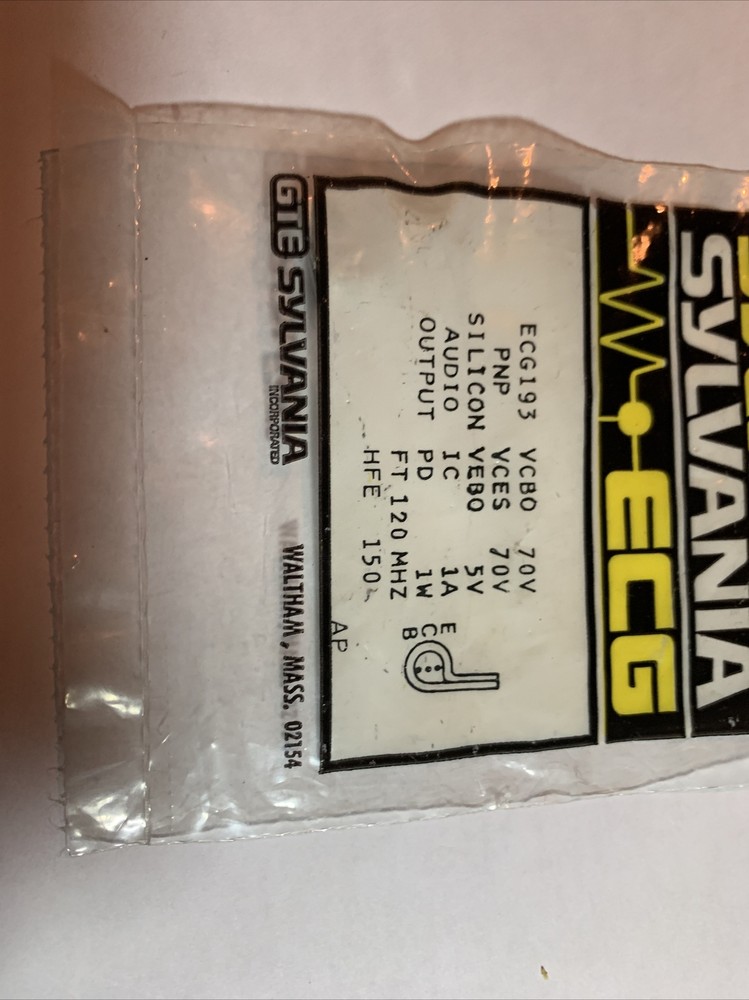 SYLVANIA
ECG
ECG193 VCBO 70V
PNP VCES 70V
SILICON VEBO 5V
AUDIO IC 1A
OUTPUT PD 1W
FT 120 MHZ
HFE 150
E
C
B
AP
GTE SYLVANIA
INCORPORATED
WALTHAM, MASS. 02154